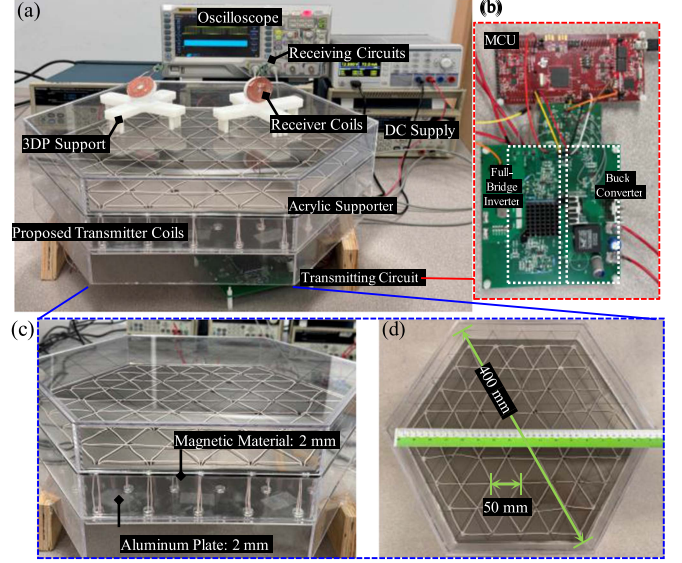 (a)
Oscilloscope
Receiving Circuits
3DP Support
Receiver Coils
DC Supply
Acrylic Supporter
Proposed Transmitter Coils
Transmitting Circuit
(b)
MCU
Full-
Bridge
Inverter
Buck
Converter
(c)
Magnetic Material: 2 mm
Aluminum Plate: 2 mm
(d)
400 mm
50 mm